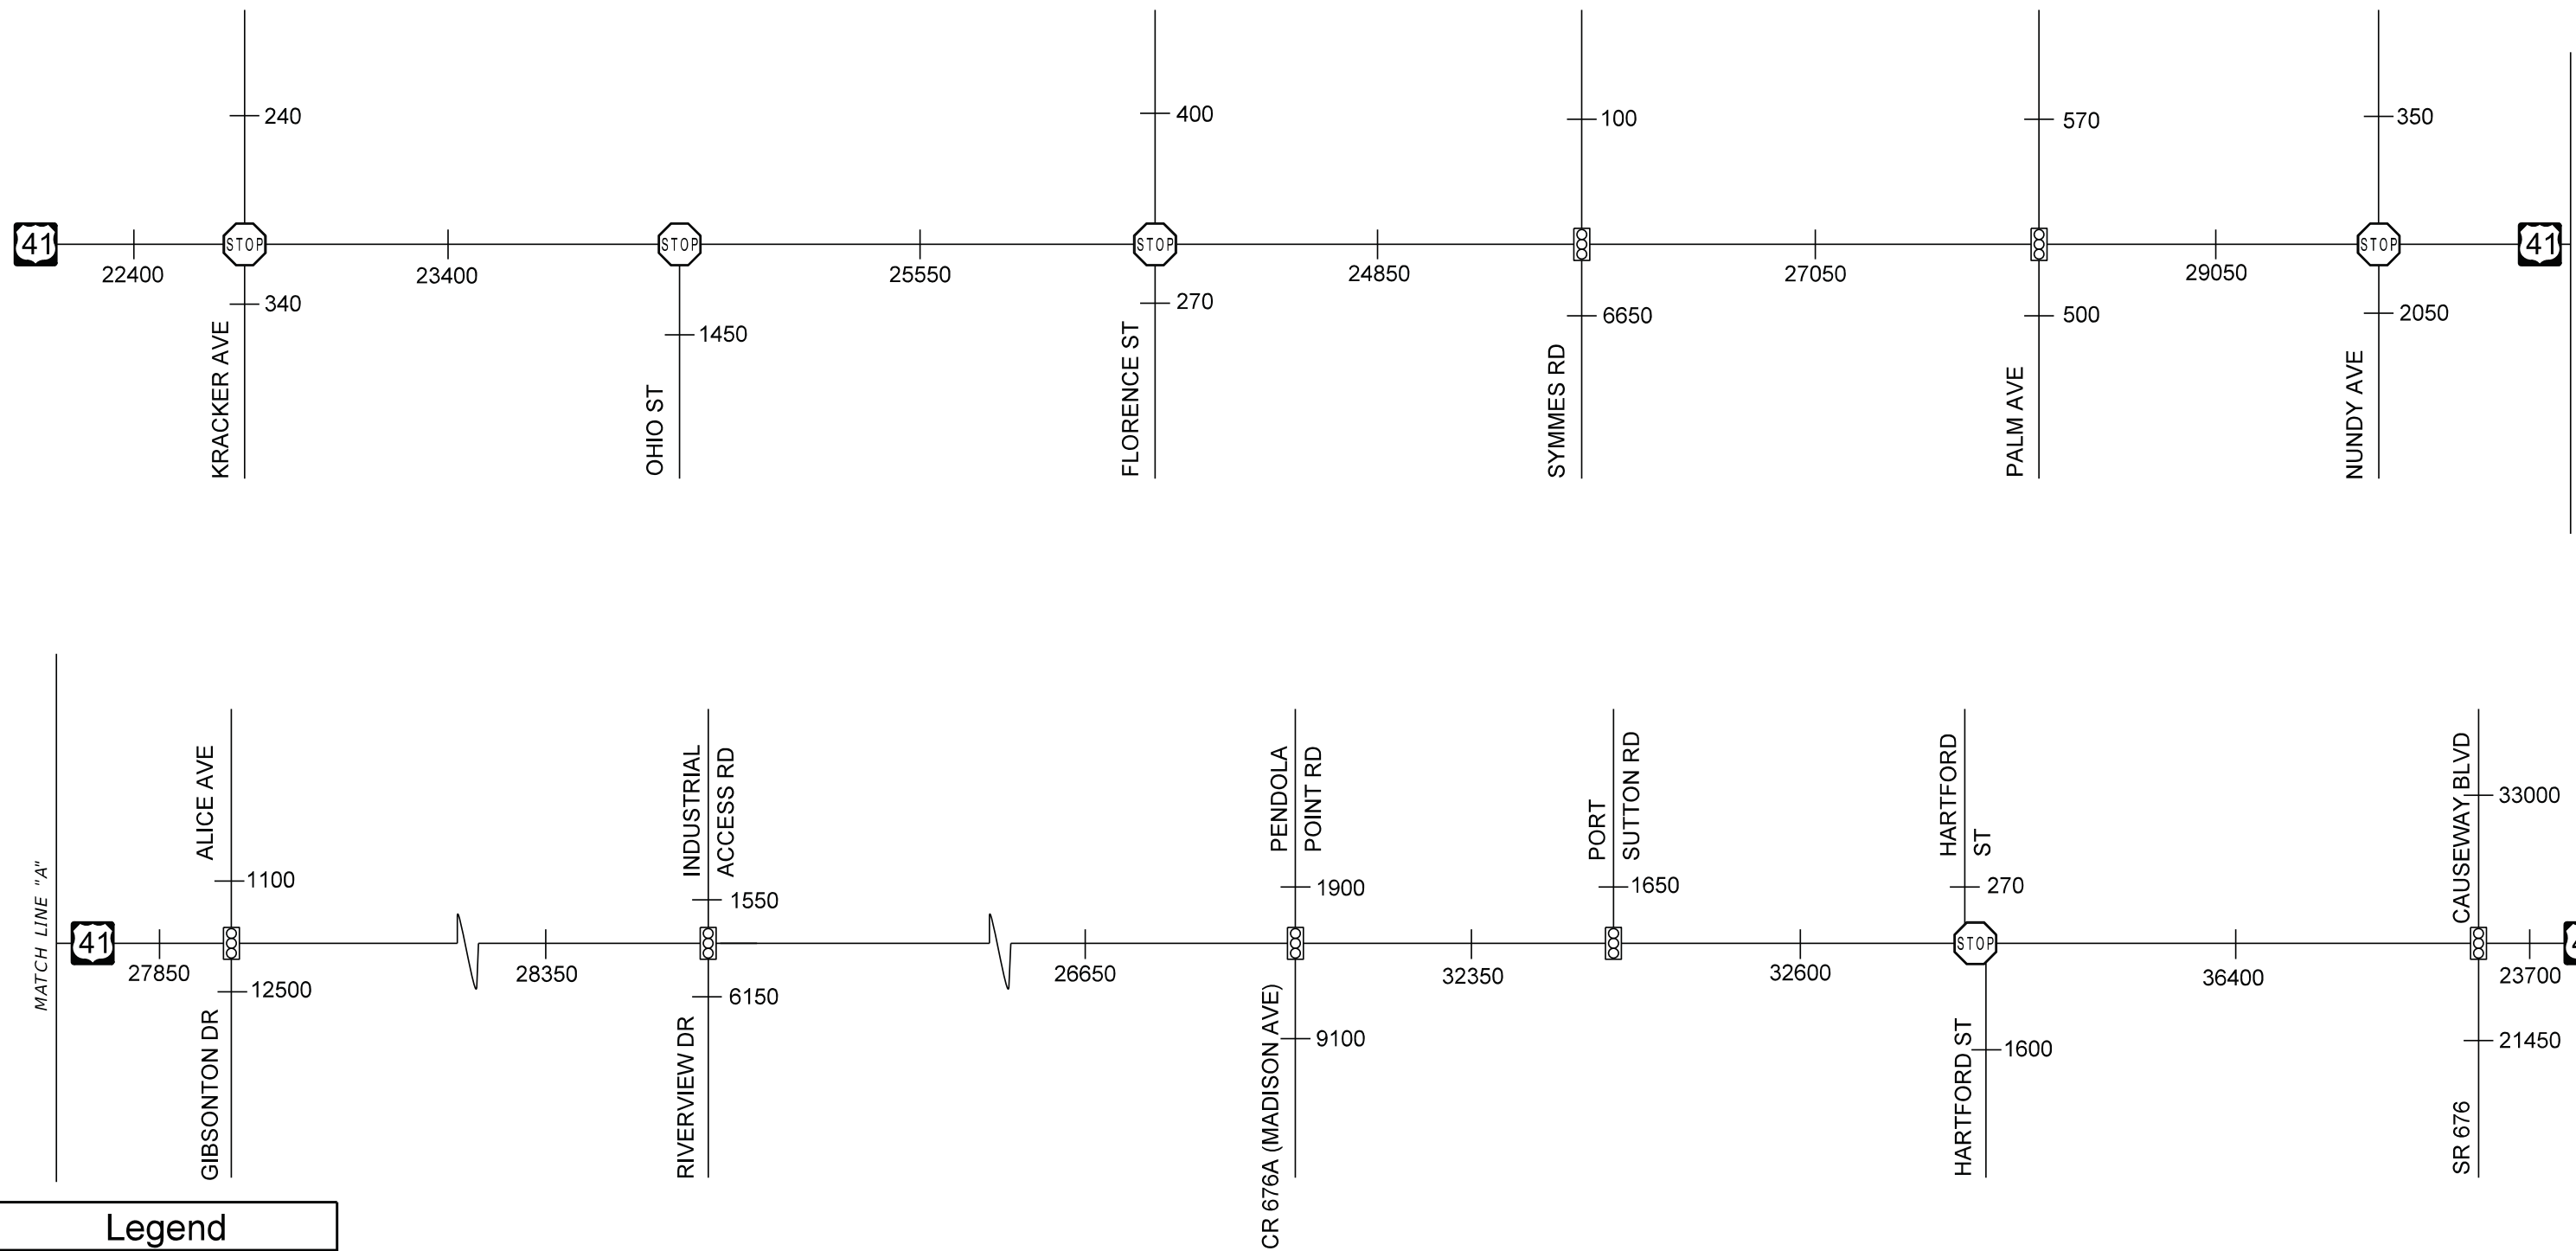 240
400
100
570
350
41
STOP
STOP
STOP
STOP
41
22400
23400
25550
24850
27050
29050
340
1450
270
6650
500
2050
KRACKER AVE
OHIO ST
FLORENCE ST
SYMMES RD
PALM AVE
NUNDY AVE
MATCH LINE "A"
ALICE AVE
INDUSTRIAL
ACCESS RD
PENDOLA
POINT RD
PORT
SUTTON RD
HARTFORD
ST
CAUSEWAY BLVD
33000
1100
1550
1900
1650
270
41
STOP
27850
28350
26650
32350
32600
36400
23700
12500
6150
9100
1600
21450
GIBSONTON DR
RIVERVIEW DR
CR 676A (MADISON AVE)
HARTFORD ST
SR 676
Legend